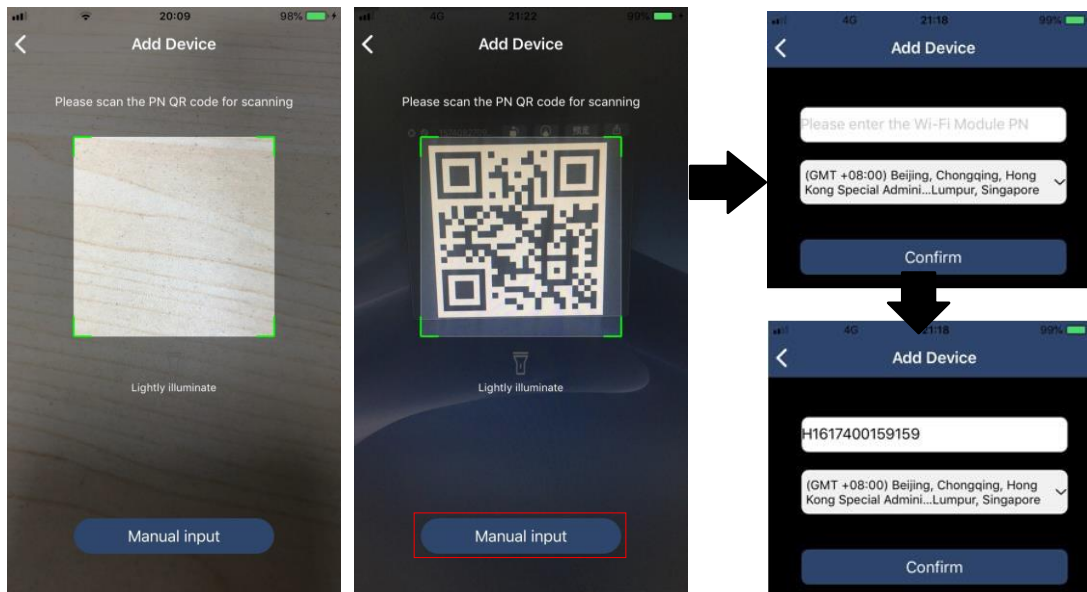 20:09
98%
Add Device
Please scan the PN QR code for scanning
Lightly illuminate
Manual input
4G
21:22
99%
Add Device
Please scan the PN QR code for scanning
Lightly illuminate
Manual input
4G
21:18
99%
Add Device
Please enter the Wi-Fi Module PN
(GMT +08:00) Beijing, Chongqing, Hong
Kong Special Admini...Lumpur, Singapore
Confirm
4G
21:18
99%
Add Device
H1617400159159
(GMT +08:00) Beijing, Chongqing, Hong
Kong Special Admini...Lumpur, Singapore
Confirm